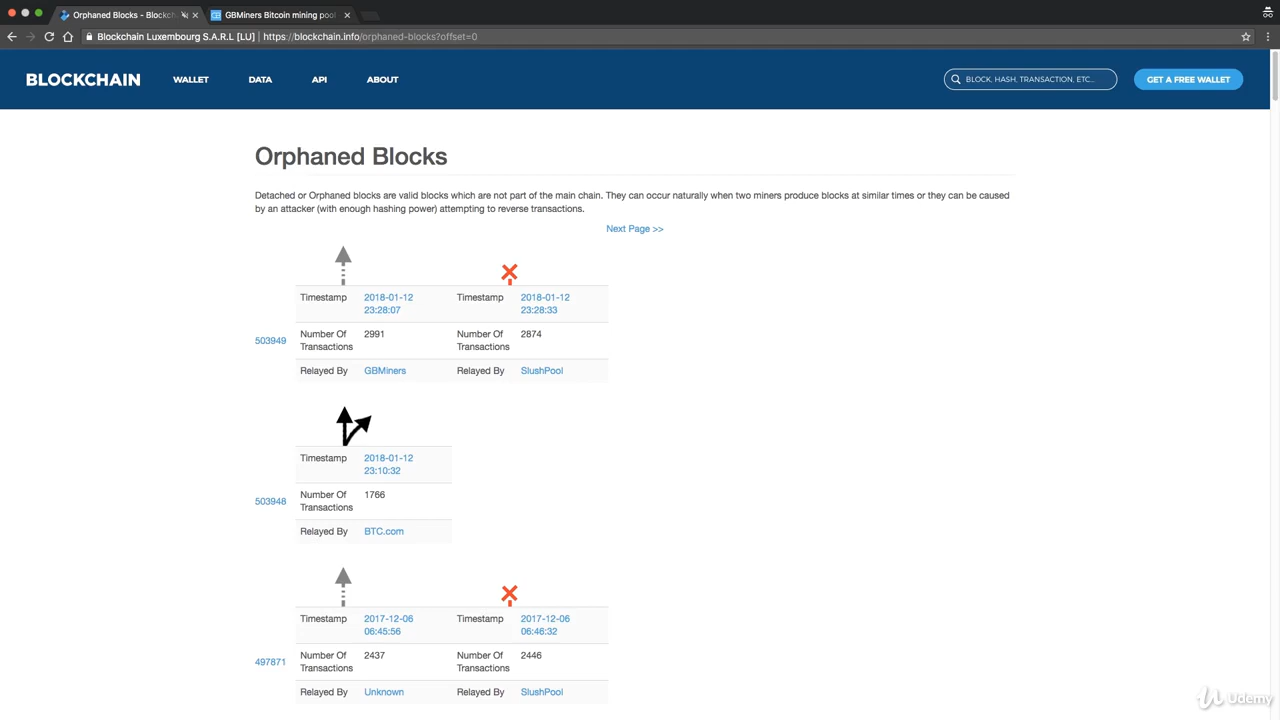 Orphaned Blocks - Blockch
GBMiners Bitcoin mining pool
Blockchain Luxembourg S.A.R.L [LU] | https://blockchain.info/orphaned-blocks?offset=0
BLOCKCHAIN WALLET DATA API ABOUT BLOCK, HASH, TRANSACTION, ETC... GET A FREE WALLET
Orphaned Blocks
Detached or Orphaned blocks are valid blocks which are not part of the main chain. They can occur naturally when two miners produce blocks at similar times or they can be caused
by an attacker (with enough hashing power) attempting to reverse transactions.
Next Page >>
Timestamp 2018-01-12 Timestamp 2018-01-12
23:28:07 23:28:33
Number Of 2991 Number Of 2874
503949
Transactions Transactions
Relayed By GBMiners Relayed By SlushPool
Timestamp 2018-01-12
23:10:32
Number Of 1766
503948
Transactions
Relayed By BTC.com
Timestamp 2017-12-06 Timestamp 2017-12-06
06:45:56 06:46:32
Number Of 2437 Number Of 2446
497871
Transactions Transactions
Relayed By Unknown Relayed By SlushPool
Udemy